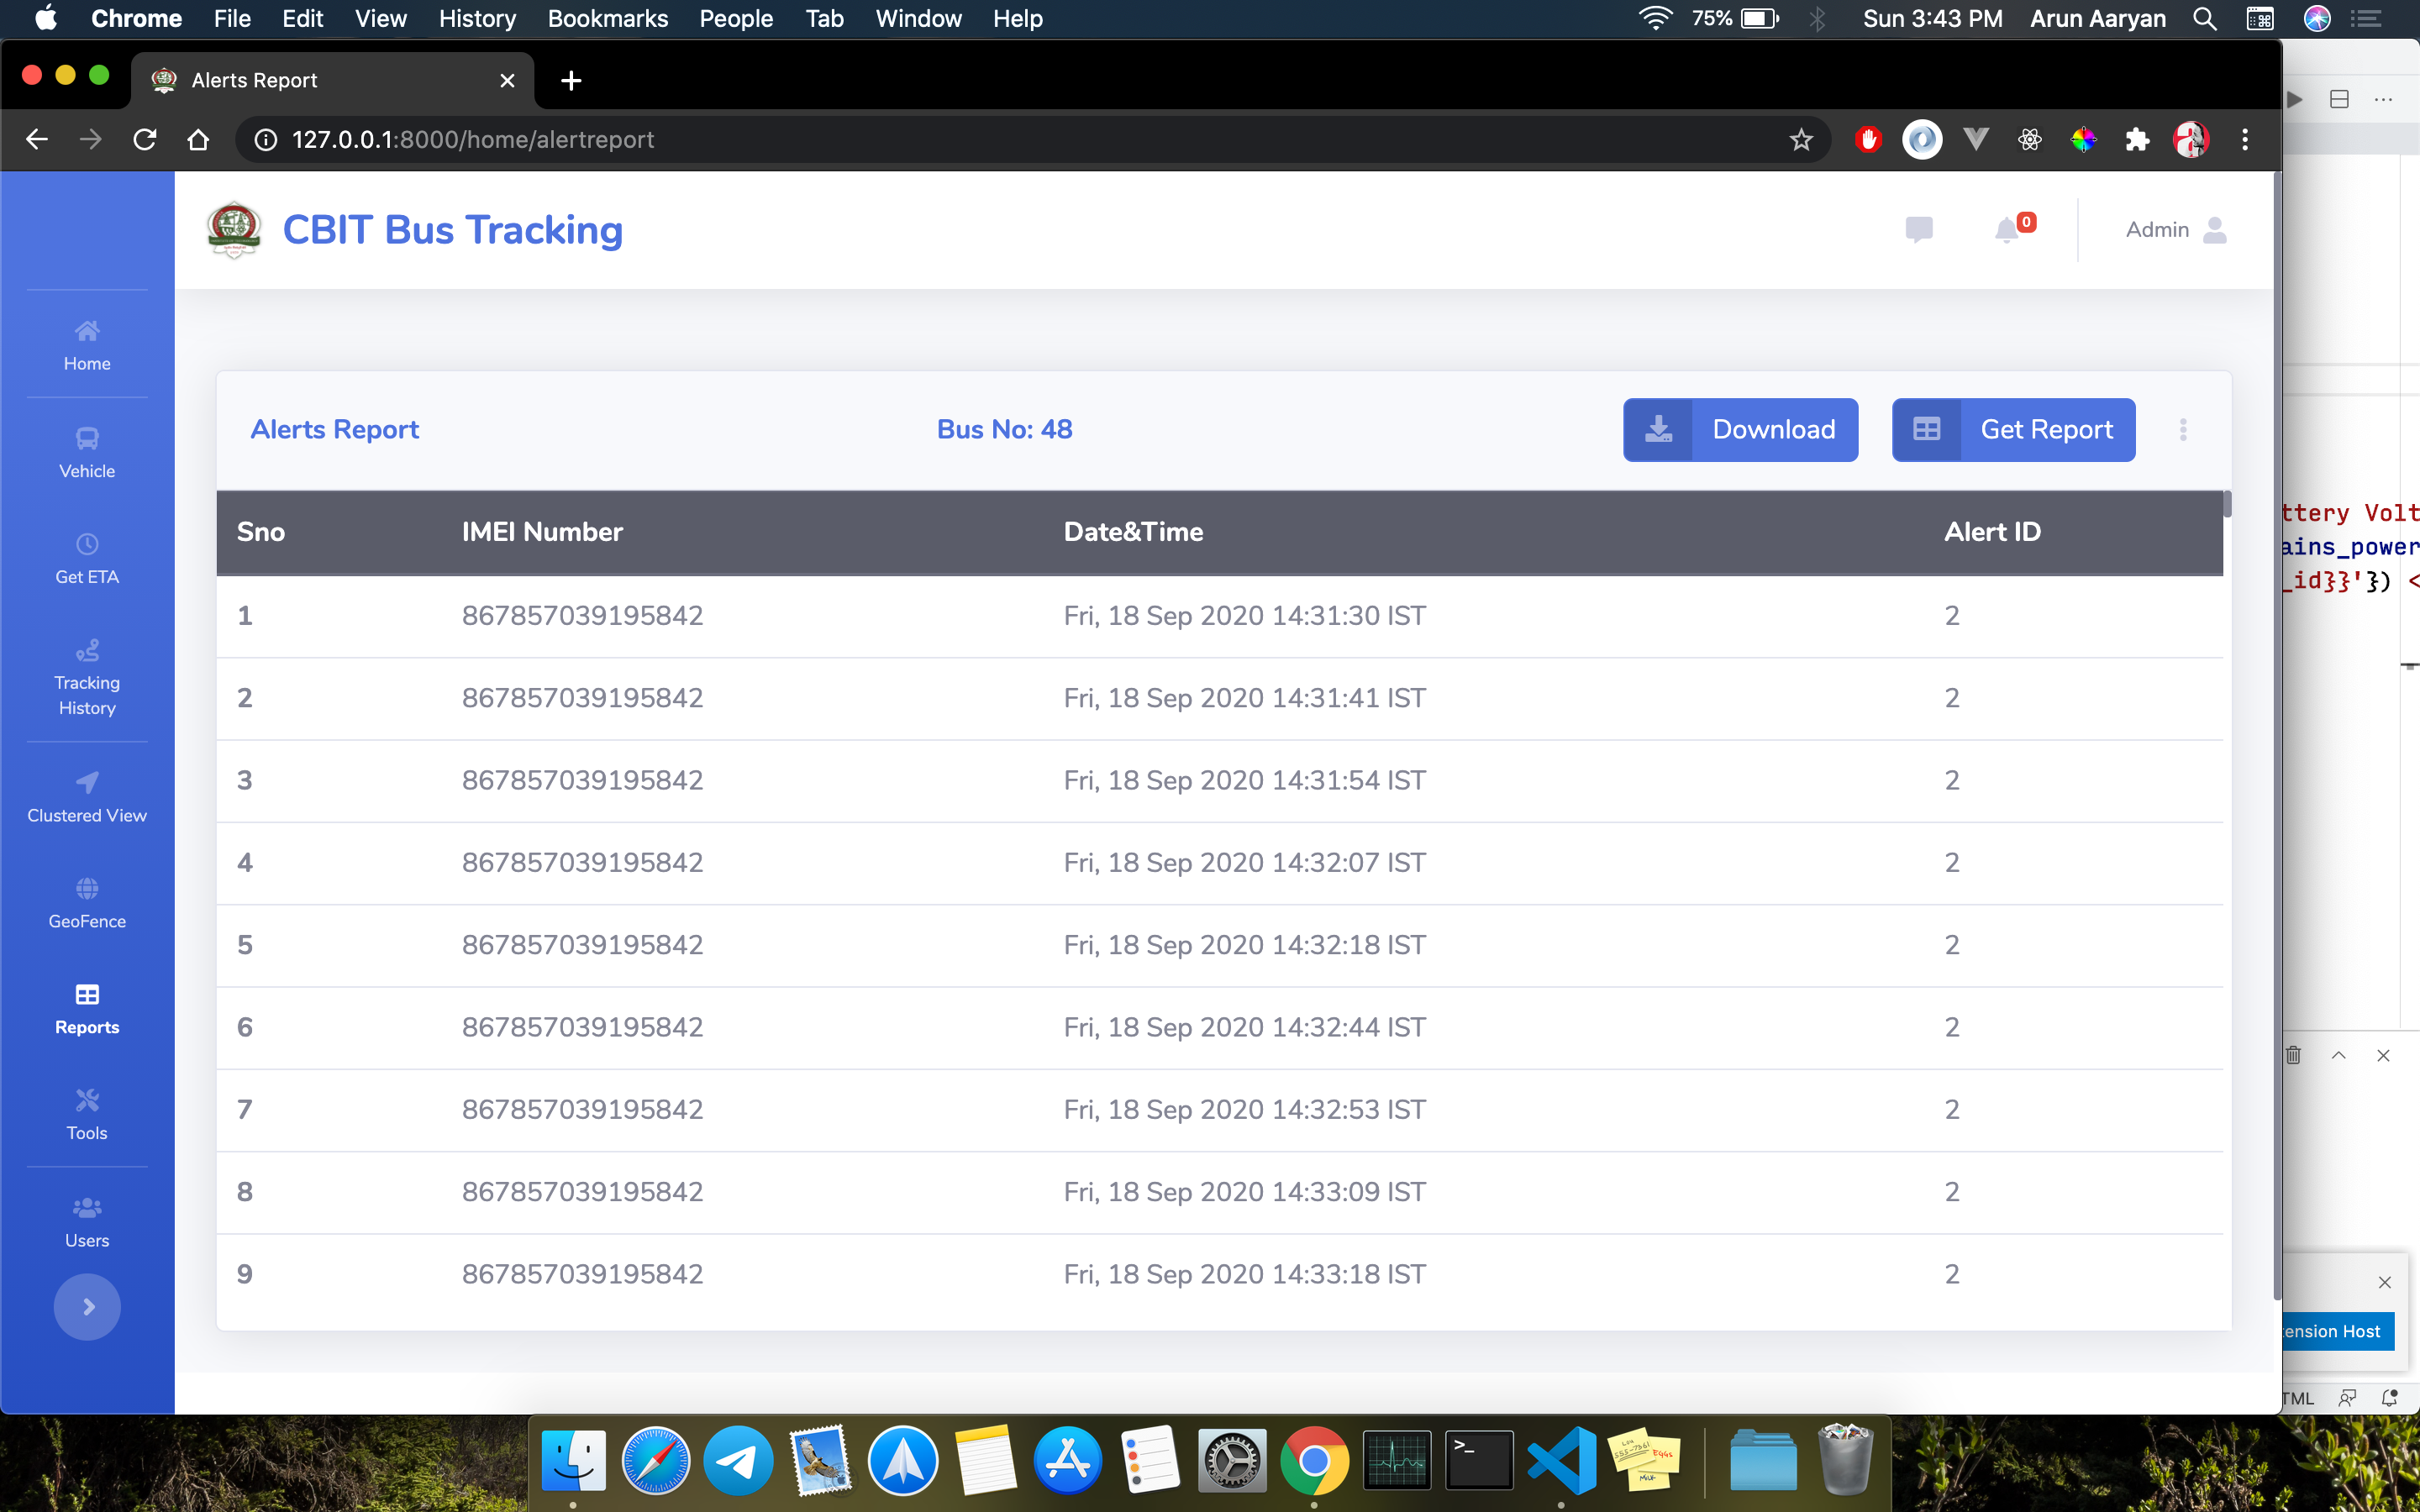 Chrome File Edit View History Bookmarks People Tab Window Help 75% Sun 3:43 PM Arun Aaryan
Alerts Report
127.0.0.1:8000/home/alertreport
CBIT Bus Tracking
0
Admin
Home
Vehicle
Get ETA
Tracking
History
Clustered View
GeoFence
Reports
Tools
Users
Alerts Report Bus No: 48 Download Get Report
Sno IMEI Number Date&Time Alert ID
1 867857039195842 Fri, 18 Sep 2020 14:31:30 IST 2
2 867857039195842 Fri, 18 Sep 2020 14:31:41 IST 2
3 867857039195842 Fri, 18 Sep 2020 14:31:54 IST 2
4 867857039195842 Fri, 18 Sep 2020 14:32:07 IST 2
5 867857039195842 Fri, 18 Sep 2020 14:32:18 IST 2
6 867857039195842 Fri, 18 Sep 2020 14:32:44 IST 2
7 867857039195842 Fri, 18 Sep 2020 14:32:53 IST 2
8 867857039195842 Fri, 18 Sep 2020 14:33:09 IST 2
9 867857039195842 Fri, 18 Sep 2020 14:33:18 IST 2
ttery Volt
ains_power
_id}}'}) <
ension Host
TML